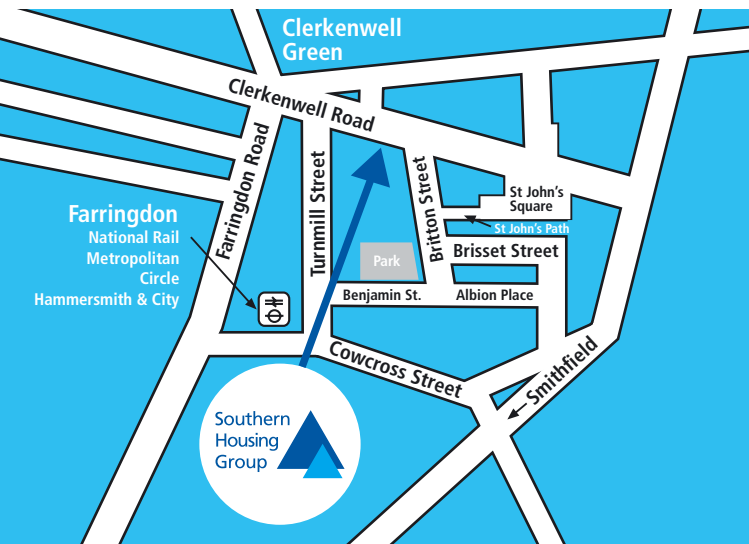 Clerkenwell
Green
Clerkenwell Road
Farringdon Road
Turnmill Street
Britton Street
St John's
Square
St John's Path
Brisset Street
Farringdon
National Rail
Metropolitan
Circle
Hammersmith & City
Park
Benjamin St.
Albion Place
Cowcross Street
Smithfield
Southern
Housing
Group